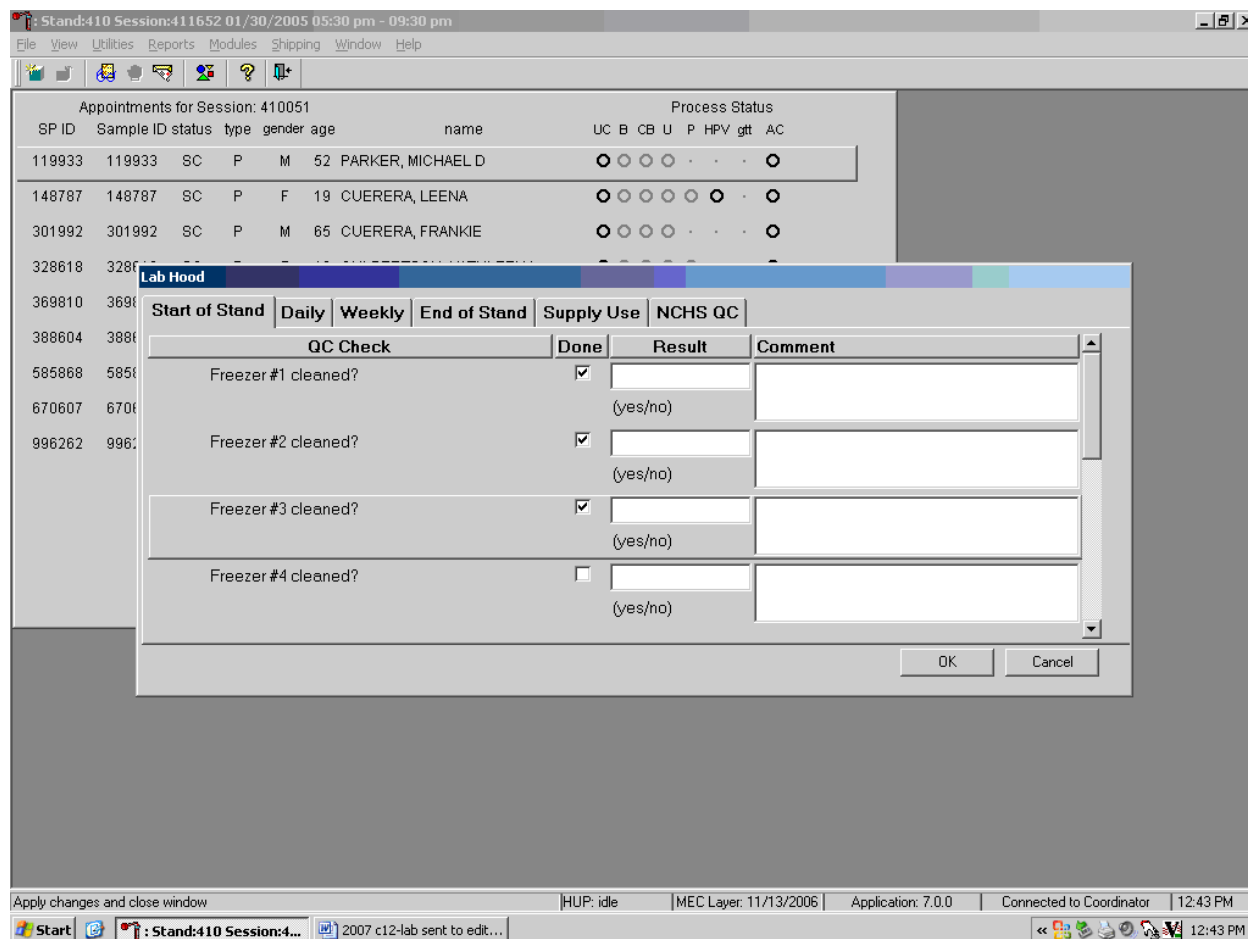 : Stand:410 Session:411652 01/30/2005 05:30 pm - 09:30 pm
File View Utilities Reports Modules Shipping Window Help
Appointments for Session: 410051 Process Status
SP ID Sample ID status type gender age name UC B CB U P HPV gtt AC
119933 119933 SC P M 52 PARKER, MICHAEL D
148787 148787 SC P F 19 CUERERA, LEENA
301992 301992 SC P M 65 CUERERA, FRANKIE
328618
Lab Hood
369810
Start of Stand Daily Weekly End of Stand Supply Use NCHS QC
388604
QC Check Done Result Comment
585868
Freezer #1 cleaned?
670607
(yes/no)
996262
Freezer #2 cleaned?
(yes/no)
Freezer #3 cleaned?
(yes/no)
Freezer #4 cleaned?
(yes/no)
OK Cancel
Apply changes and close window HUP: idle MEC Layer: 11/13/2006 Application: 7.0.0 Connected to Coordinator 12:43 PM
Start : Stand:410 Session:4... 2007 c12-lab sent to edit... « 12:43 PM